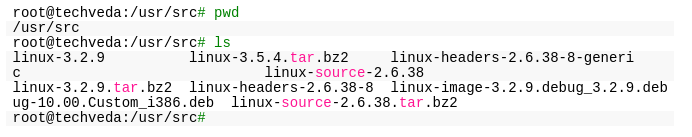 root@techveda:/usr/src# pwd
/usr/src
root@techveda:/usr/src# ls
linux-3.2.9          linux-3.5.4.tar.bz2     linux-headers-2.6.38-8-generi
c                             linux-source-2.6.38
linux-3.2.9.tar.bz2  linux-headers-2.6.38-8  linux-image-3.2.9.debug_3.2.9.deb
ug-10.00.Custom_i386.deb  linux-source-2.6.38.tar.bz2
root@techveda:/usr/src#